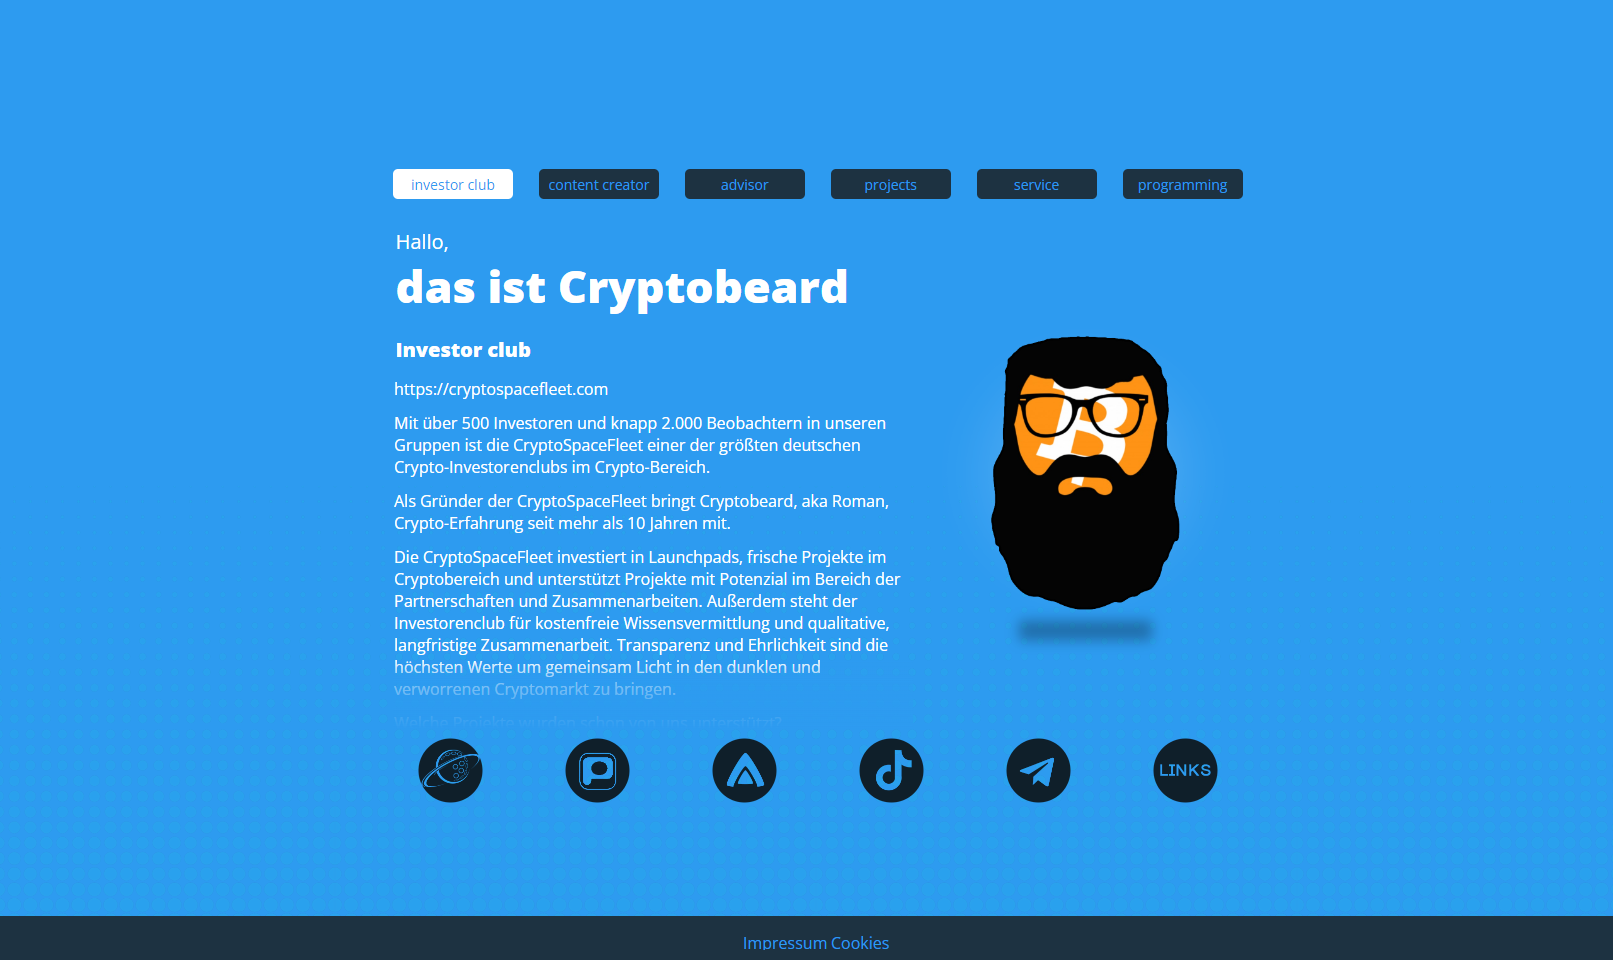 investor club content creator advisor projects service programming
Hallo,
das ist Cryptobeard
Investor club
https://cryptospacefleet.com
Mit über 500 Investoren und knapp 2.000 Beobachtern in unseren
Gruppen ist die CryptoSpaceFleet einer der größten deutschen
Crypto-Investorenclubs im Crypto-Bereich.
Als Gründer der CryptoSpaceFleet bringt Cryptobeard, aka Roman,
Crypto-Erfahrung seit mehr als 10 Jahren mit.
Die CryptoSpaceFleet investiert in Launchpads, frische Projekte im
Cryptobereich und unterstützt Projekte mit Potenzial im Bereich der
Partnerschaften und Zusammenarbeiten. Außerdem steht der
Investorenclub für kostenfreie Wissensvermittlung und qualitative,
langfristige Zusammenarbeit. Transparenz und Ehrlichkeit sind die
höchsten Werte um gemeinsam Licht in den dunklen und
verworrenen Cryptomarkt zu bringen.
Welche Projekte wurden schon von uns unterstützt?
LINKS
Impressum Cookies